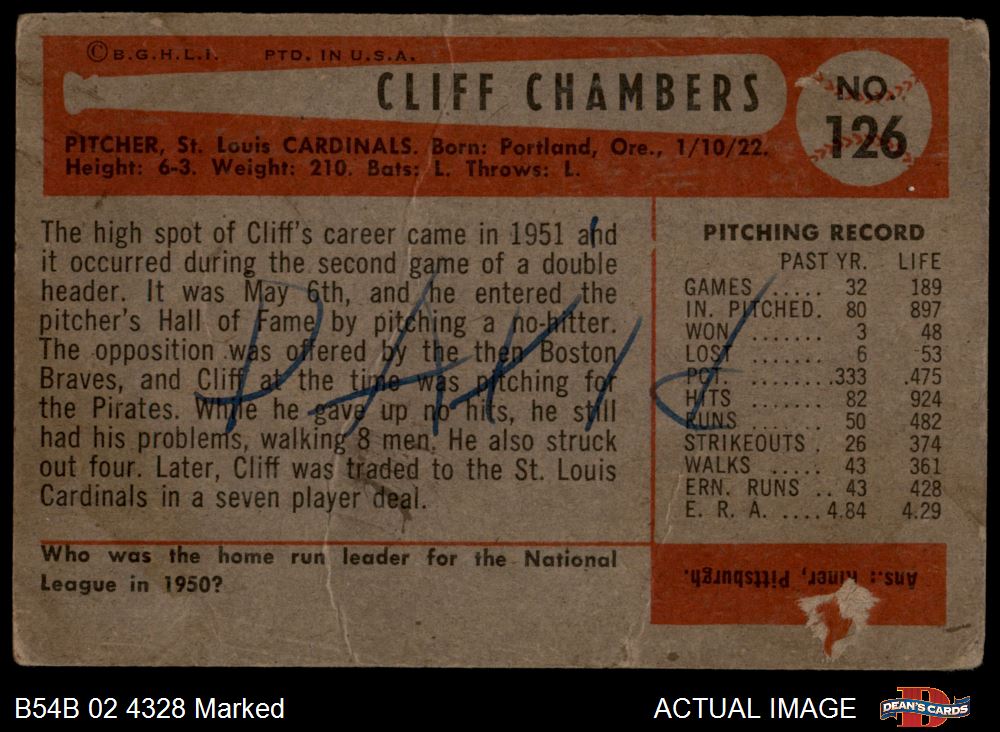 © B.G.H.L.I. PTD. IN U.S.A.
CLIFF CHAMBERS
NO. 126
PITCHER, St. Louis CARDINALS. Born: Portland, Ore., 1/10/22.
Height: 6-3. Weight: 210. Bats: L. Throws: L.
The high spot of Cliff's career came in 1951 and
it occurred during the second game of a double
header. It was May 6th, and he entered the
pitcher's Hall of Fame by pitching a no-hitter.
The opposition was offered by the then Boston
Braves, and Cliff at the time was pitching for
the Pirates. While he gave up no hits, he still
had his problems, walking 8 men. He also struck
out four. Later, Cliff was traded to the St. Louis
Cardinals in a seven player deal.
Who was the home run leader for the National
League in 1950?
PITCHING RECORD
PAST YR. LIFE
GAMES ..... 32 189
IN. PITCHED. 80 897
WON ....... 3 48
LOST ...... 6 53
PCT. ........ .333 .475
HITS ....... 82 924
RUNS ...... 50 482
STRIKEOUTS . 26 374
WALKS ..... 43 361
ERN. RUNS .. 43 428
E. R. A. .... 4.84 4.29
Ans.: Kiner, Pittsburgh.
B54B 02 4328 Marked
ACTUAL IMAGE
DEAN'S CARDS